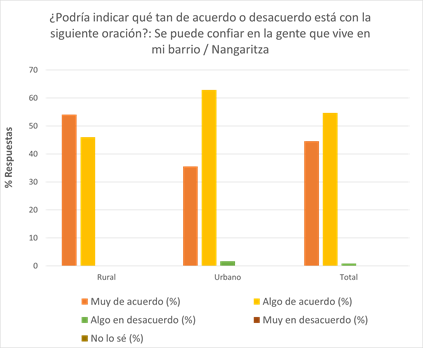 ¿Podría indicar qué tan de acuerdo o desacuerdo está con la
siguiente oración?: Se puede confiar en la gente que vive en
mi barrio / Nangaritza
% Respuestas
70
60
50
40
30
20
10
0
Rural
Urbano
Total
Muy de acuerdo (%)
Algo de acuerdo (%)
Algo en desacuerdo (%)
Muy en desacuerdo (%)
No lo sé (%)